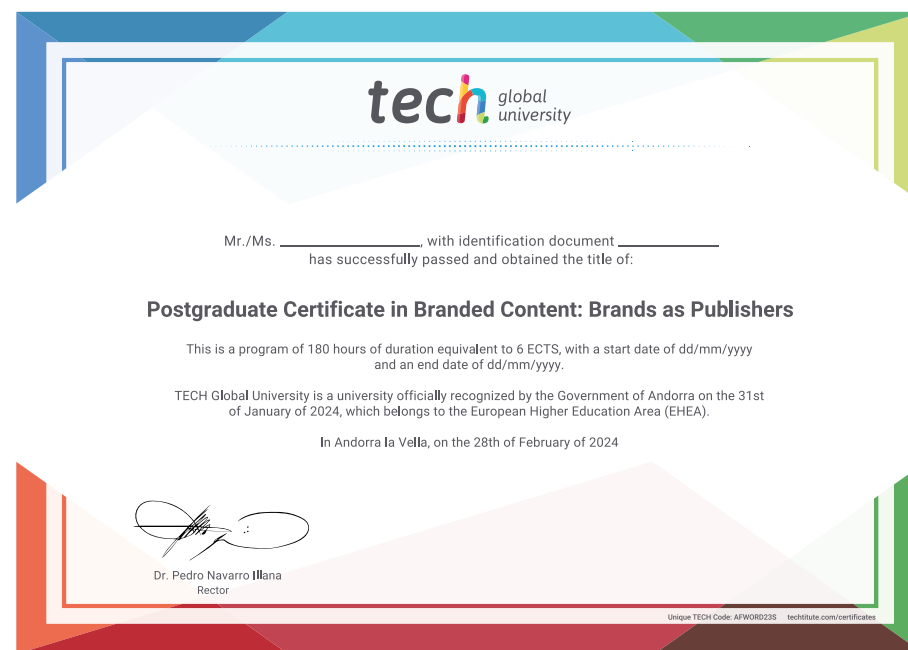 tech global university
Mr./Ms. ____________, with identification document ____________
has successfully passed and obtained the title of:
Postgraduate Certificate in Branded Content: Brands as Publishers
This is a program of 180 hours of duration equivalent to 6 ECTS, with a start date of dd/mm/yyyy
and an end date of dd/mm/yyyy.
TECH Global University is a university officially recognized by the Government of Andorra on the 31st
of January of 2024, which belongs to the European Higher Education Area (EHEA).
In Andorra la Vella, on the 28th of February of 2024
Dr. Pedro Navarro Illana
Rector
Unique TECH Code: AFWORD23S techtitute.com/certificates